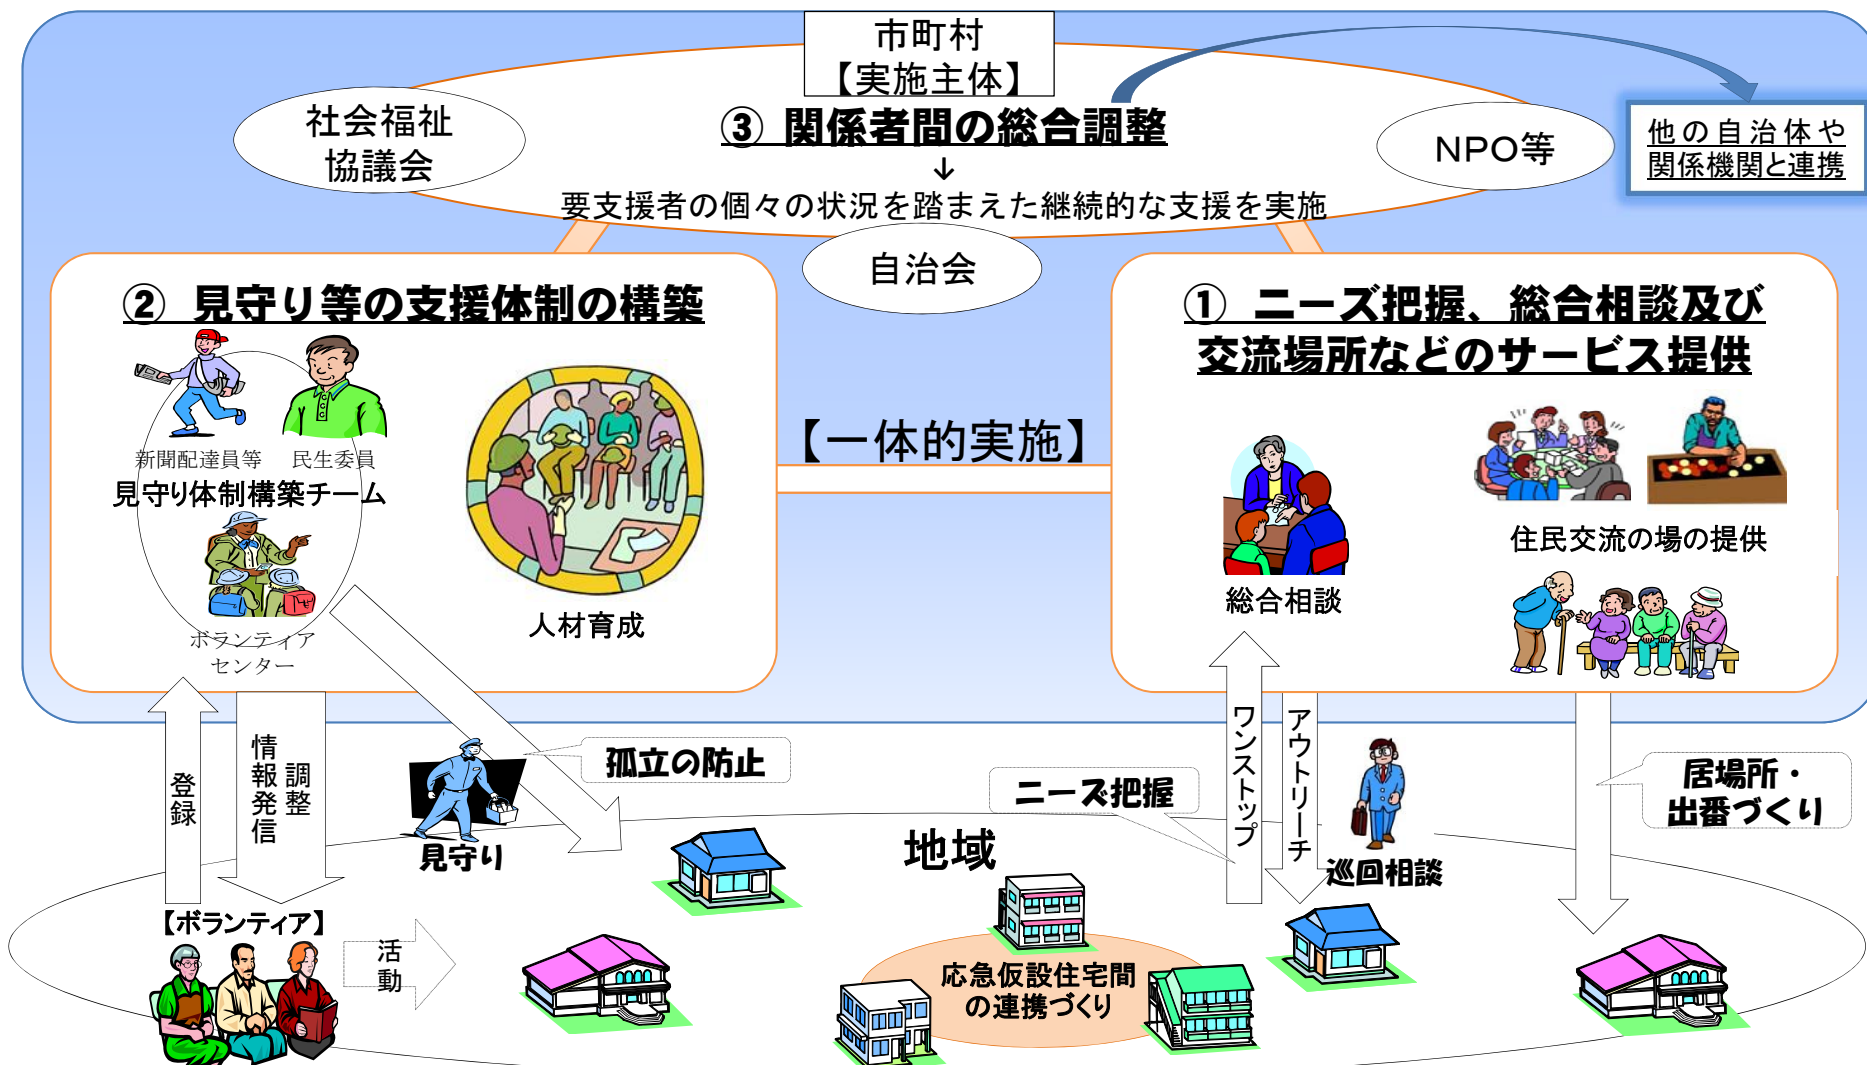 市町村
【実施主体】
社会福祉
協議会
③ 関係者間の総合調整
↓
要支援者の個々の状況を踏まえた継続的な支援を実施
NPO等
他の自治体や
関係機関と連携
自治会
② 見守り等の支援体制の構築
新聞配達員等
民生委員
見守り体制構築チーム
ボランティア
センター
人材育成
【一体的実施】
① ニーズ把握、総合相談及び
交流場所などのサービス提供
総合相談
住民交流の場の提供
登録
調整
情報発信
見守り
孤立の防止
ニーズ把握
ワンストップ
アウトリーチ
巡回相談
居場所・
出番づくり
地域
【ボランティア】
活動
応急仮設住宅間
の連携づくり